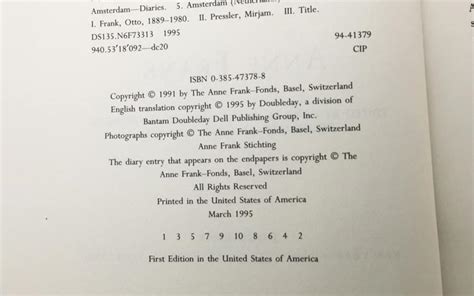 Amsterdam—Diaries. 5. Amsterdam
I. Frank, Otto, 1889–1980. II. Pressler, Mirjam. III. Title.
DS135.N6F73313 1995
940.53'18'092—dc20 94-41379
CIP
ISBN 0-385-47378-8
Copyright © 1991 by The Anne Frank–Fonds, Basel, Switzerland
English translation copyright © 1995 by Doubleday, a division of
Bantam Doubleday Dell Publishing Group, Inc.
Photographs copyright © The Anne Frank–Fonds, Basel, Switzerland
Anne Frank Stichting
The diary entry that appears on the endpapers is copyright © The
Anne Frank–Fonds, Basel, Switzerland
All Rights Reserved
Printed in the United States of America
March 1995
1 3 5 7 9 10 8 6 4 2
First Edition in the United States of America